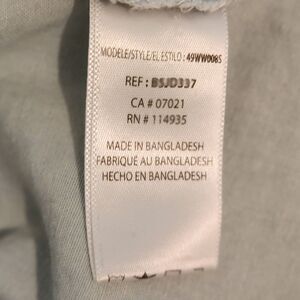 MODELE/STYLE/EL ESTILO : 49WW008S
REF : BSJD337
CA # 07021
RN # 114935
MADE IN BANGLADESH
FABRIQUÉ AU BANGLADESH
HECHO EN BANGLADESH